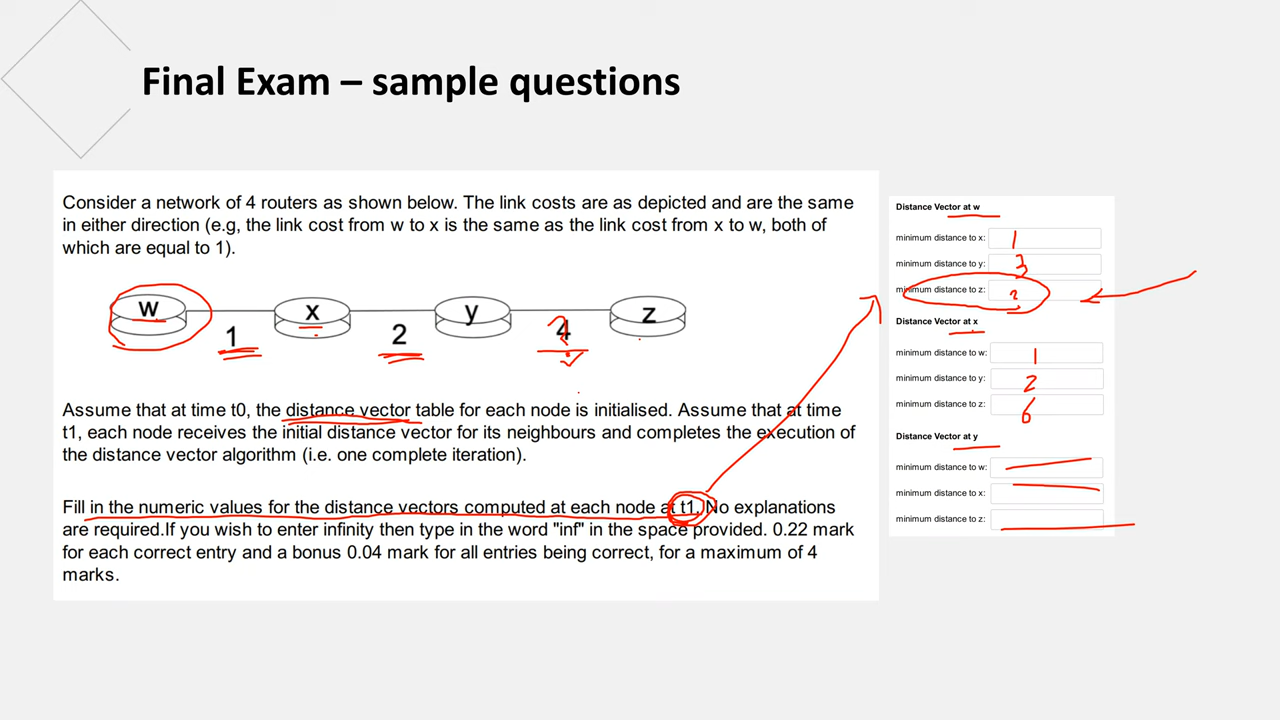 Final Exam – sample questions
Consider a network of 4 routers as shown below. The link costs are as depicted and are the same
in either direction (e.g, the link cost from w to x is the same as the link cost from x to w, both of
which are equal to 1).
w
x
y
z
1
2
4
Assume that at time t0, the distance vector table for each node is initialised. Assume that at time
t1, each node receives the initial distance vector for its neighbours and completes the execution of
the distance vector algorithm (i.e. one complete iteration).
Fill in the numeric values for the distance vectors computed at each node at t1. No explanations
are required.If you wish to enter infinity then type in the word "inf" in the space provided. 0.22 mark
for each correct entry and a bonus 0.04 mark for all entries being correct, for a maximum of 4
marks.
Distance Vector at w
minimum distance to x: 1
minimum distance to y: 3
minimum distance to z: ?
Distance Vector at x
minimum distance to w: 1
minimum distance to y: 2
minimum distance to z: 6
Distance Vector at y
minimum distance to w:
minimum distance to x:
minimum distance to z: